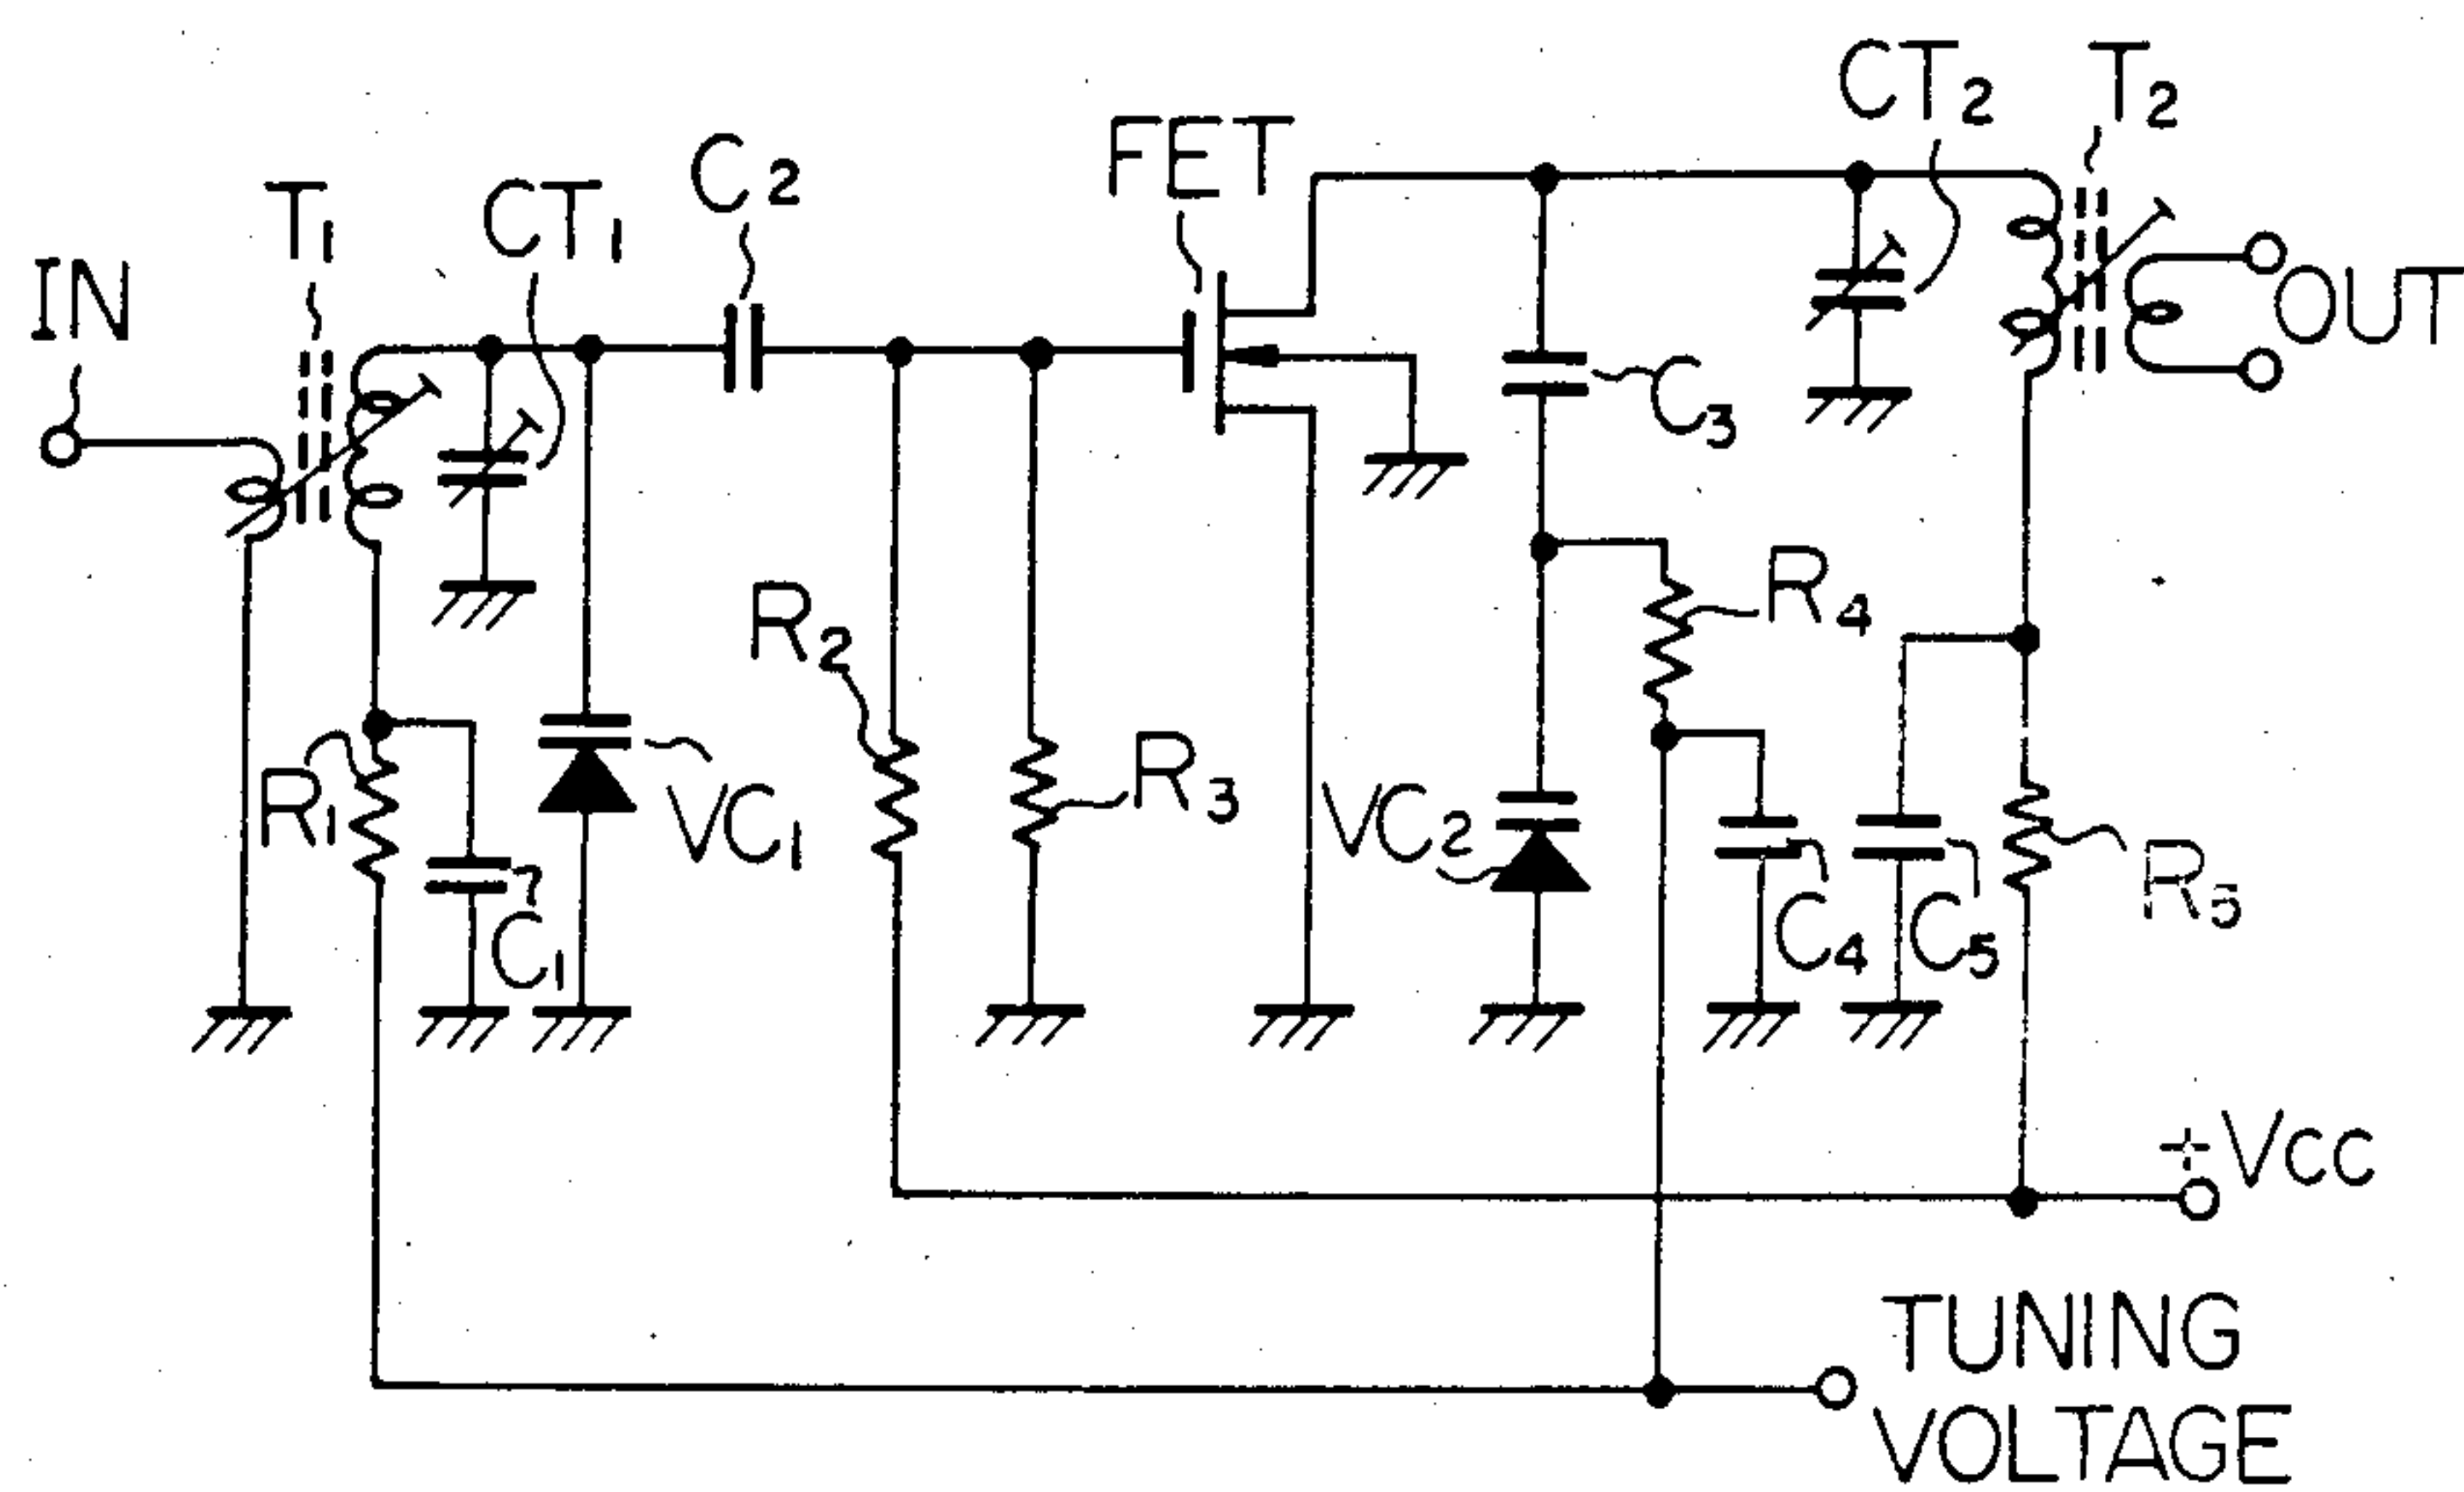 IN
T1
CT1
C2
FET
CT2
T2
OUT
C3
R2
R4
R1
C1
VC1
R3
VC2
C4
C5
R5
+Vcc
TUNING
VOLTAGE